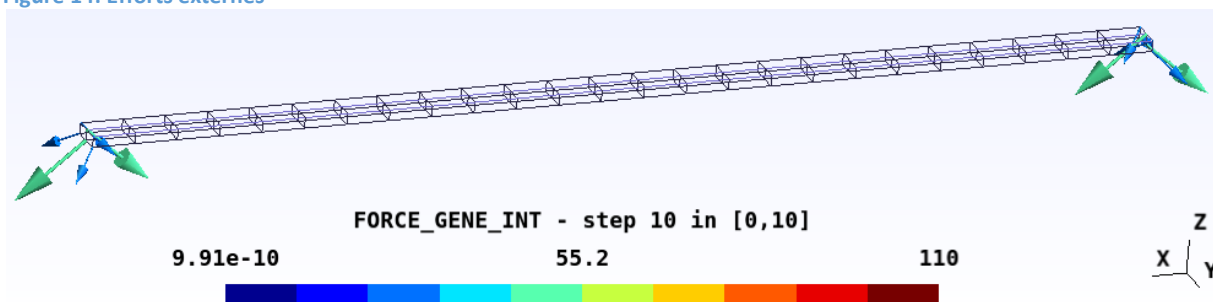 FORCE_GENE_INT - step 10 in [0,10]
9.91e-10 55.2 110
Z
X
Y